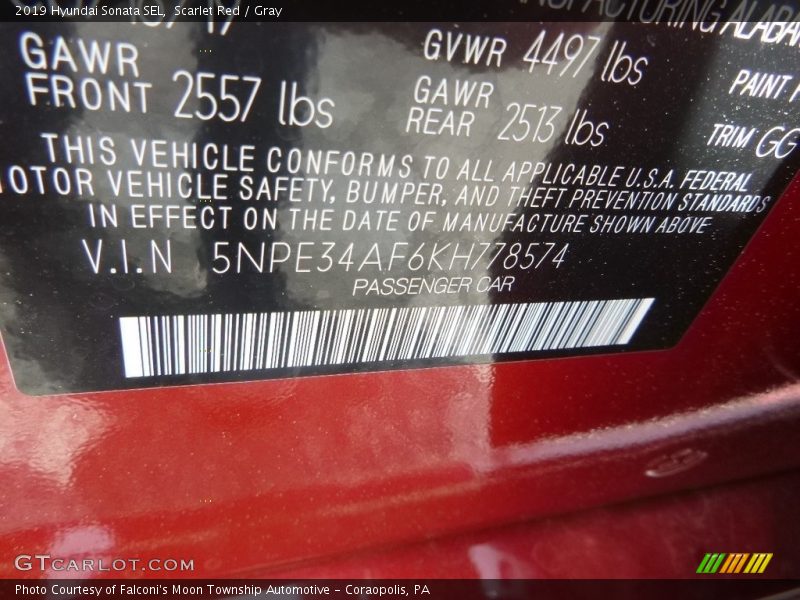 2019 Hyundai Sonata SEL, Scarlet Red / Gray
MANUFACTURING ALABAMA
GAWR FRONT 2557 lbs
GVWR 4497 lbs
GAWR REAR 2513 lbs
PAINT
TRIM GG
THIS VEHICLE CONFORMS TO ALL APPLICABLE U.S.A. FEDERAL
MOTOR VEHICLE SAFETY, BUMPER, AND THEFT PREVENTION STANDARDS
IN EFFECT ON THE DATE OF MANUFACTURE SHOWN ABOVE
V.I.N 5NPE34AF6KH778574
PASSENGER CAR
GTCARLOT.COM
Photo Courtesy of Falconi's Moon Township Automotive – Coraopolis, PA